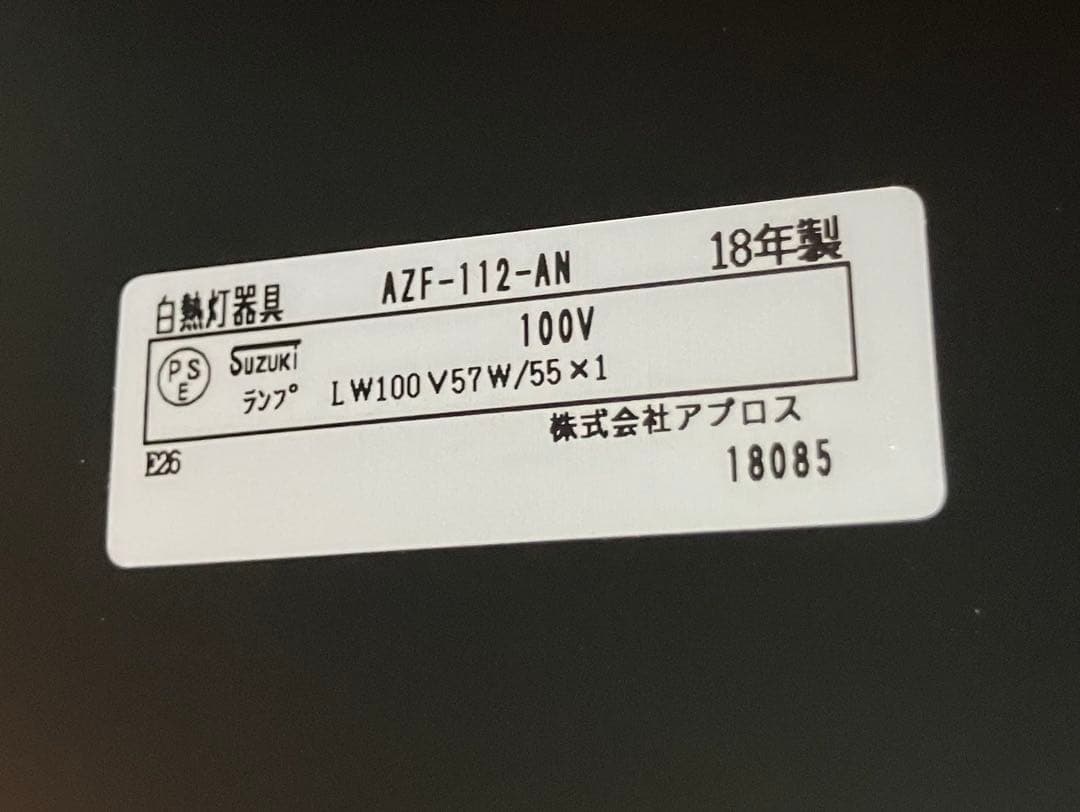 白熱灯器具 AZF-112-AN 18年製
PSE SUZUKI 100V
ランプ LW100V57W/55×1
株式会社アプロス
E26 18085